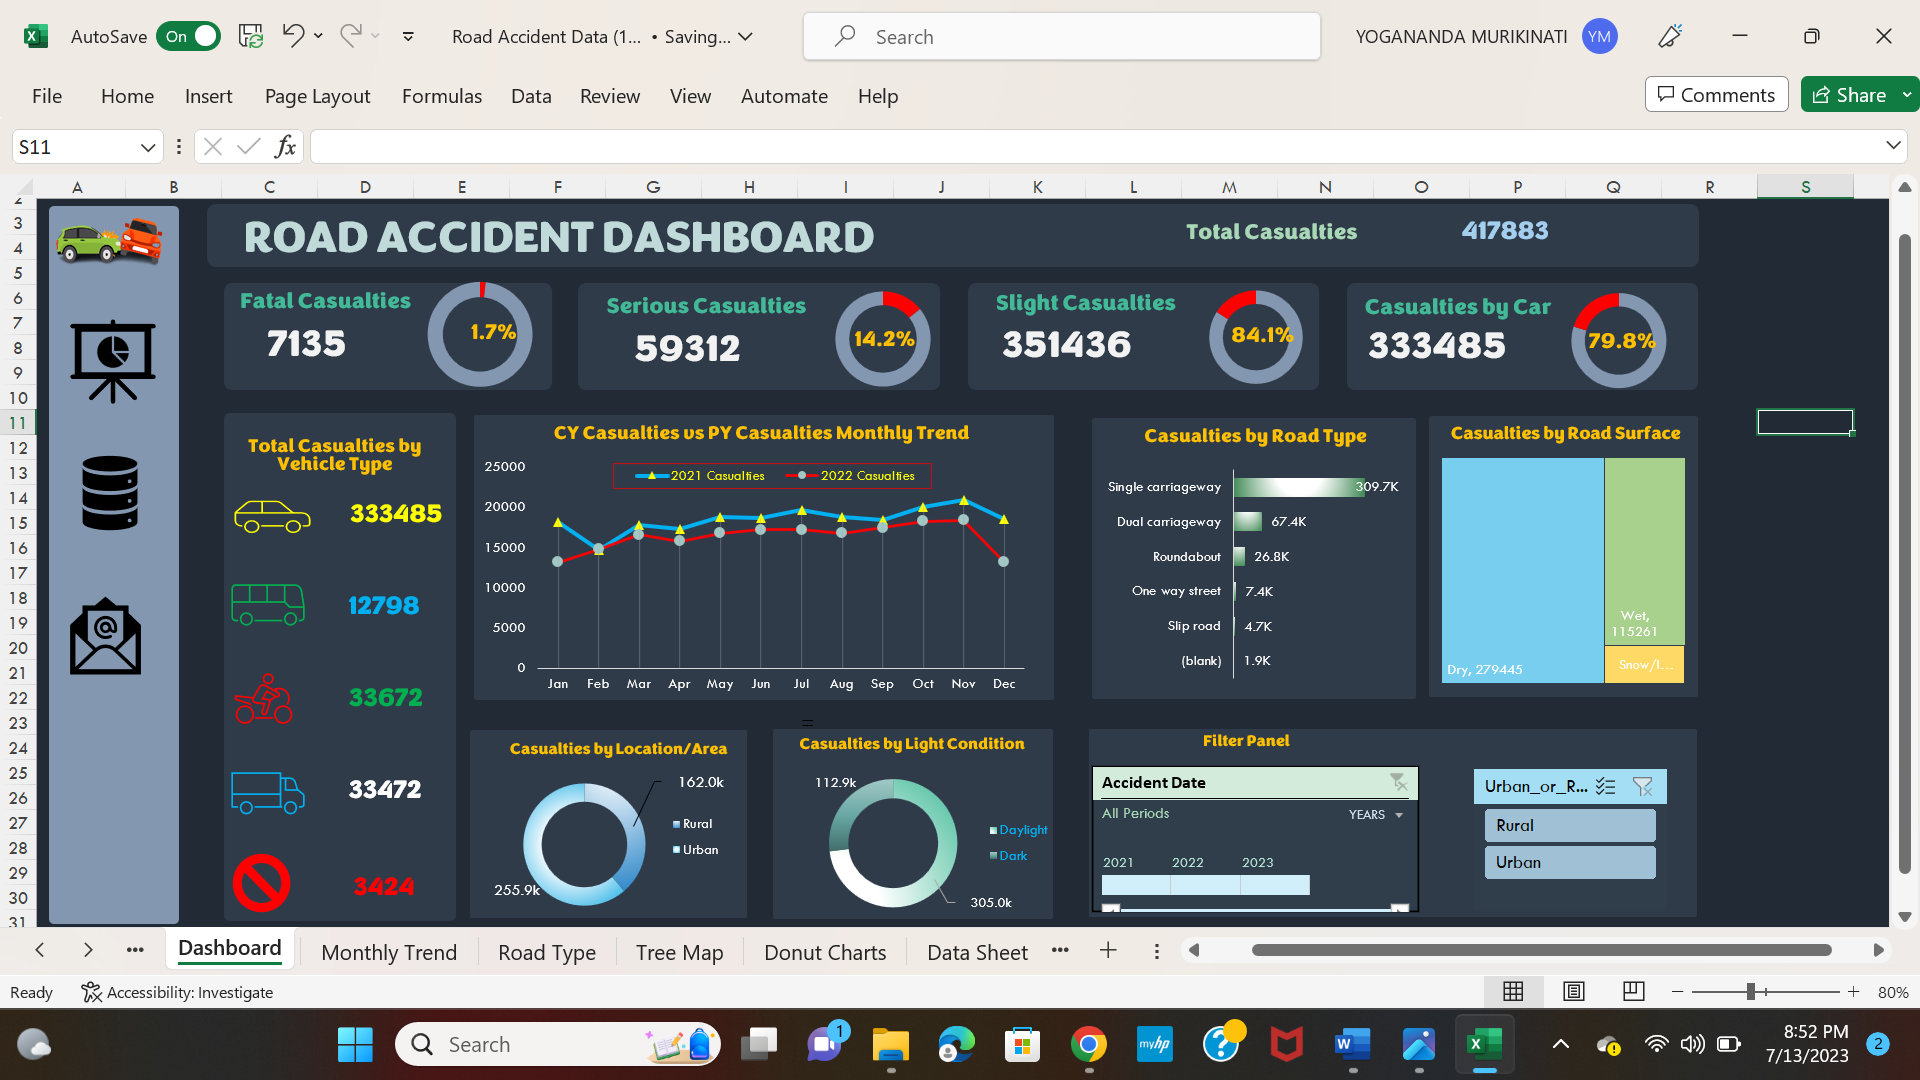 AutoSave On Road Accident Data (1... • Saving... Search YOGANANDA MURIKINATI YM
File Home Insert Page Layout Formulas Data Review View Automate Help Comments Share
S11 fx
A B C D E F G H I J K L M N O P Q R S
3
4
5
6
7
8
9
10
11
12
13
14
15
16
17
18
19
20
21
22
23
24
25
26
27
28
29
30
31
ROAD ACCIDENT DASHBOARD
Total Casualties 417883
Fatal Casualties
7135
1.7%
Serious Casualties
59312
14.2%
Slight Casualties
351436
84.1%
Casualties by Car
333485
79.8%
Total Casualties by
Vehicle Type
333485
12798
33672
33472
3424
CY Casualties vs PY Casualties Monthly Trend
2021 Casualties 2022 Casualties
25000
20000
15000
10000
5000
0
Jan Feb Mar Apr May Jun Jul Aug Sep Oct Nov Dec
Casualties by Road Type
Single carriageway 309.7K
Dual carriageway 67.4K
Roundabout 26.8K
One way street 7.4K
Slip road 4.7K
(blank) 1.9K
Casualties by Road Surface
Wet,
115261
Dry, 279445
Snow/I...
=
Casualties by Location/Area
162.0k
Rural
Urban
255.9k
Casualties by Light Condition
112.9k
Daylight
Dark
305.0k
Filter Panel
Accident Date
All Periods YEARS
2021 2022 2023
Urban_or_R...
Rural
Urban
... Dashboard Monthly Trend Road Type Tree Map Donut Charts Data Sheet ... +
Ready Accessibility: Investigate 80%
Search 1 myhp ? W X 8:52 PM
7/13/2023 2